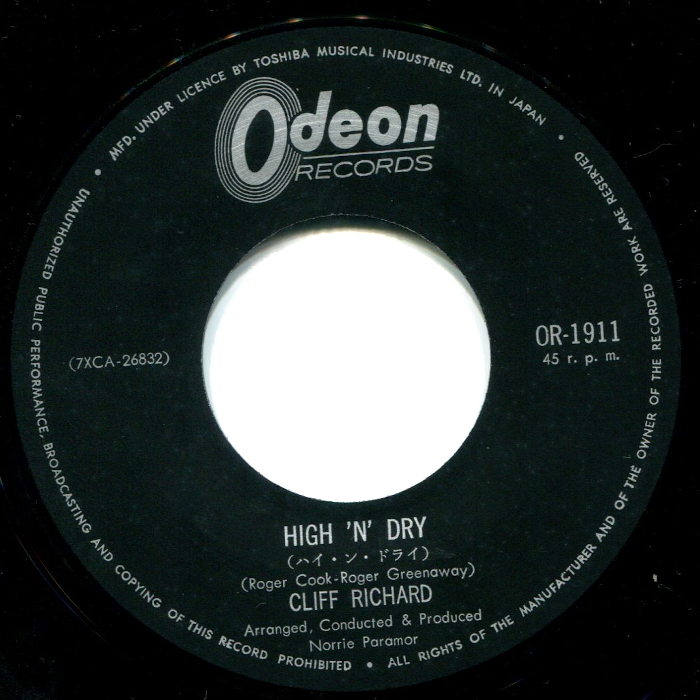 MFD. UNDER LICENCE BY TOSHIBA MUSICAL INDUSTRIES LTD. IN JAPAN •
Odeon
RECORDS
OR-1911
45 r. p. m.
(7XCA-26832)
HIGH 'N' DRY
(ハイ・ン・ドライ)
(Roger Cook-Roger Greenaway)
CLIFF RICHARD
Arranged, Conducted & Produced
Norrie Paramor
• UNAUTHORIZED PUBLIC PERFORMANCE, BROADCASTING AND COPYING OF THIS RECORD PROHIBITED • ALL RIGHTS OF THE MANUFACTURER AND OF THE OWNER OF THE RECORDED WORK ARE RESERVED